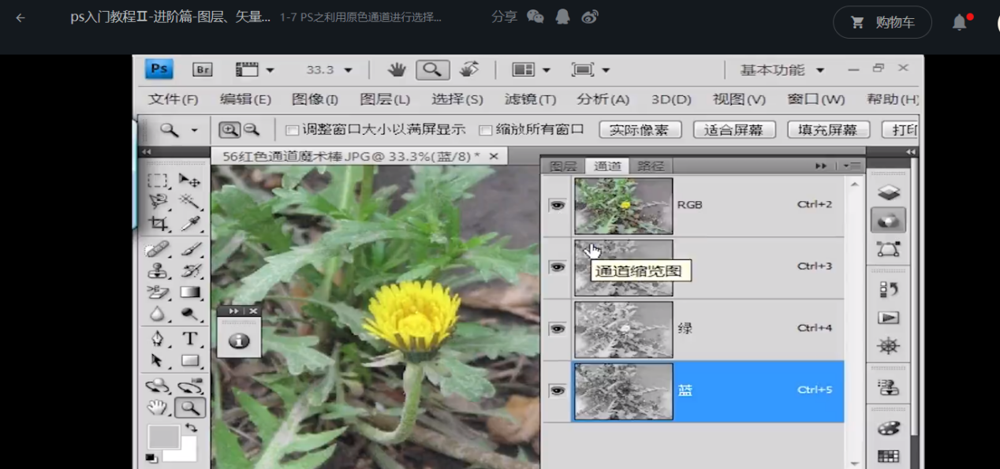 ps入门教程Ⅱ-进阶篇-图层、矢量... 1-7 PS之利用原色通道进行选择... 分享 购物车
Ps Br 33.3 基本功能
文件(F) 编辑(E) 图像(I) 图层(L) 选择(S) 滤镜(T) 分析(A) 3D(D) 视图(V) 窗口(W) 帮助(H)
调整窗口大小以满屏显示 缩放所有窗口 实际像素 适合屏幕 填充屏幕 打印
56红色通道魔术棒.JPG@ 33.3%(蓝/8) * ×
图层 通道 路径
RGB Ctrl+2
Ctrl+3
通道缩览图
绿 Ctrl+4
蓝 Ctrl+5
T